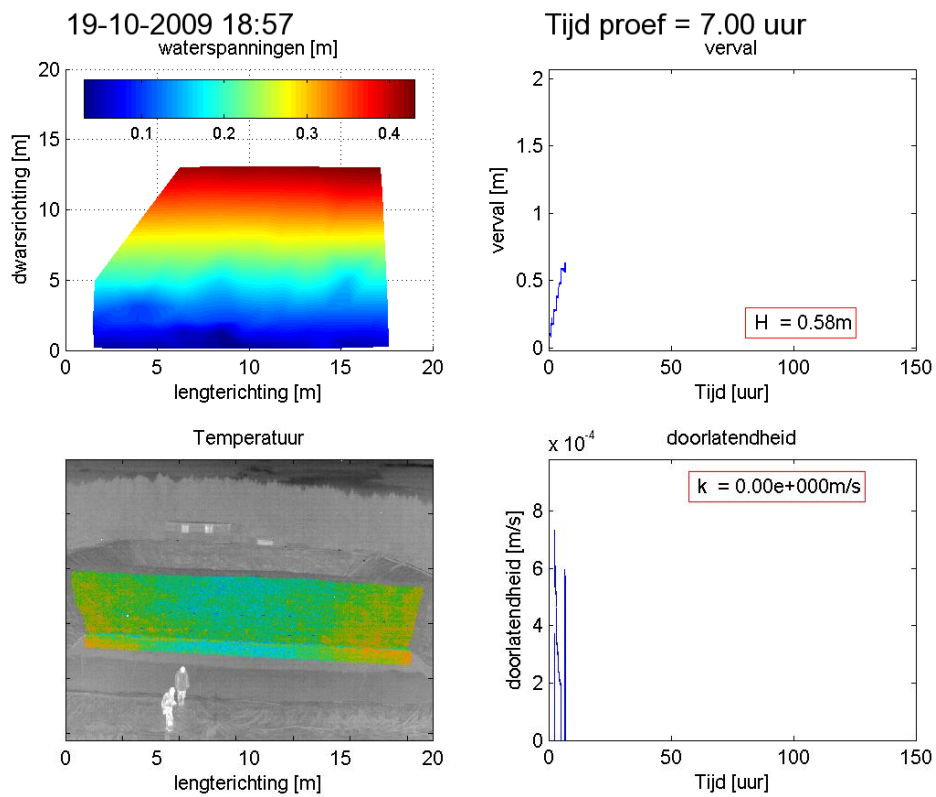 19-10-2009 18:57
waterspanningen [m]
20
15
10
5
0
dwarsrichting [m]
0.1 0.2 0.3 0.4
0 5 10 15 20
lengterichting [m]
Tijd proef = 7.00 uur
verval
2
1.5
1
0.5
0
verval [m]
H = 0.58m
0 50 100 150
Tijd [uur]
Temperatuur
0 5 10 15 20
lengterichting [m]
x 10-4
doorlatendheid
8
6
4
2
0
doorlatendheid [m/s]
k = 0.00e+000m/s
0 50 100 150
Tijd [uur]